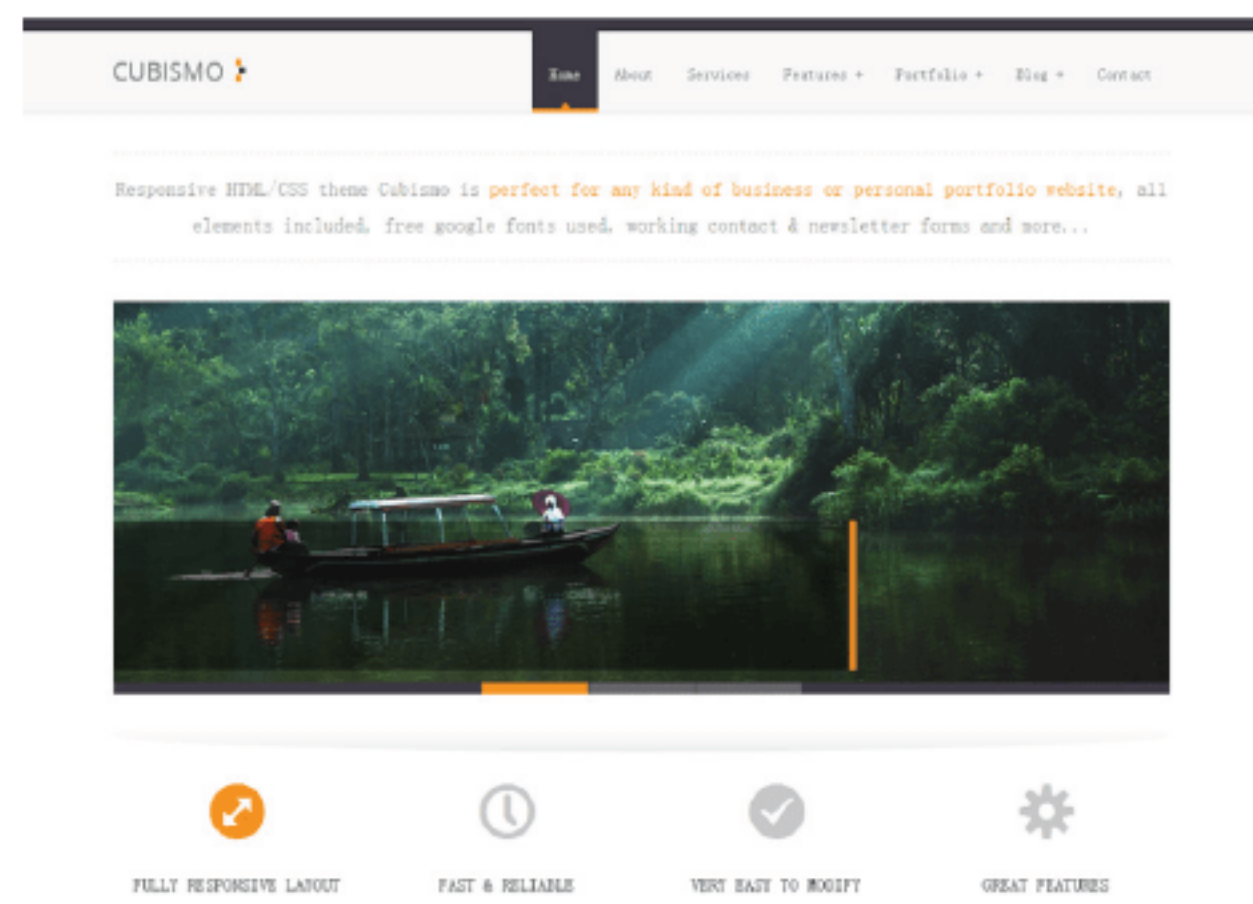 CUBISMO
Home About Services Features + Portfolio + Blog + Contact
Responsive HTML/CSS theme Cubismo is perfect for any kind of business or personal portfolio website, all
elements included, free google fonts used, working contact & newsletter forms and more...
FULLY RESPONSIVE LAYOUT
FAST & RELIABLE
VERY EASY TO MODIFY
GREAT FEATURES